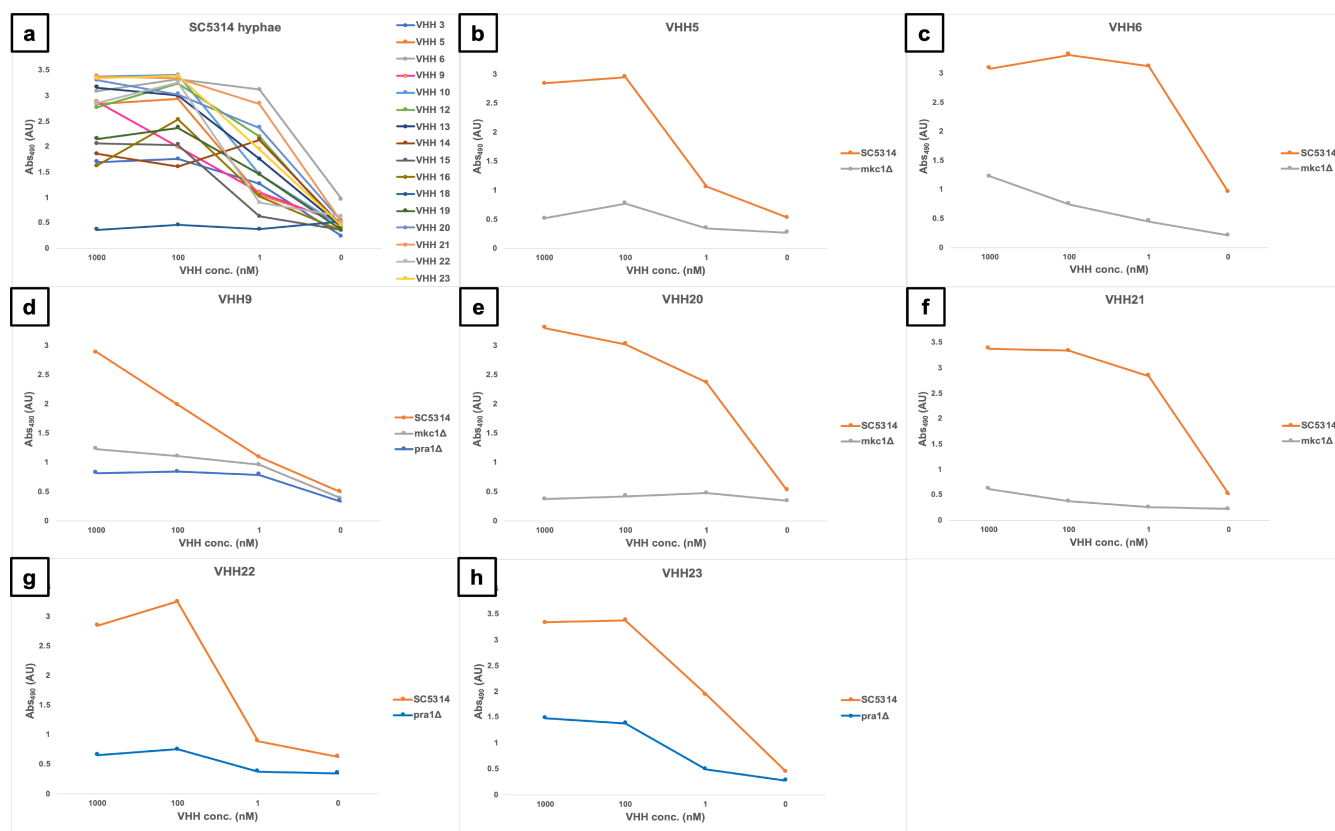 a
SC5314 hyphae
3.5
3
2.5
2
1.5
1
0.5
0
Abs490 (AU)
1000 100 1 0
VHH conc. (nM)
VHH 3
VHH 5
VHH 6
VHH 9
VHH 10
VHH 12
VHH 13
VHH 14
VHH 15
VHH 16
VHH 18
VHH 19
VHH 20
VHH 21
VHH 22
VHH 23
b
VHH5
3
2.5
2
1.5
1
0.5
0
Abs490 (AU)
1000 100 1 0
VHH conc. (nM)
SC5314
mkc1Δ
c
VHH6
3
2.5
2
1.5
1
0.5
0
Abs490 (AU)
1000 100 1 0
VHH conc. (nM)
SC5314
mkc1Δ
d
VHH9
3
2.5
2
1.5
1
0.5
0
Abs490 (AU)
1000 100 1 0
VHH conc. (nM)
SC5314
mkc1Δ
pra1Δ
e
VHH20
3
2.5
2
1.5
1
0.5
0
Abs490 (AU)
1000 100 1 0
VHH conc. (nM)
SC5314
mkc1Δ
f
VHH21
3.5
3
2.5
2
1.5
1
0.5
0
Abs490 (AU)
1000 100 1 0
VHH conc. (nM)
SC5314
mkc1Δ
g
VHH22
3
2.5
2
1.5
1
0.5
0
Abs490 (AU)
1000 100 1 0
VHH conc. (nM)
SC5314
pra1Δ
h
VHH23
3.5
3
2.5
2
1.5
1
0.5
0
Abs490 (AU)
1000 100 1 0
VHH conc. (nM)
SC5314
pra1Δ